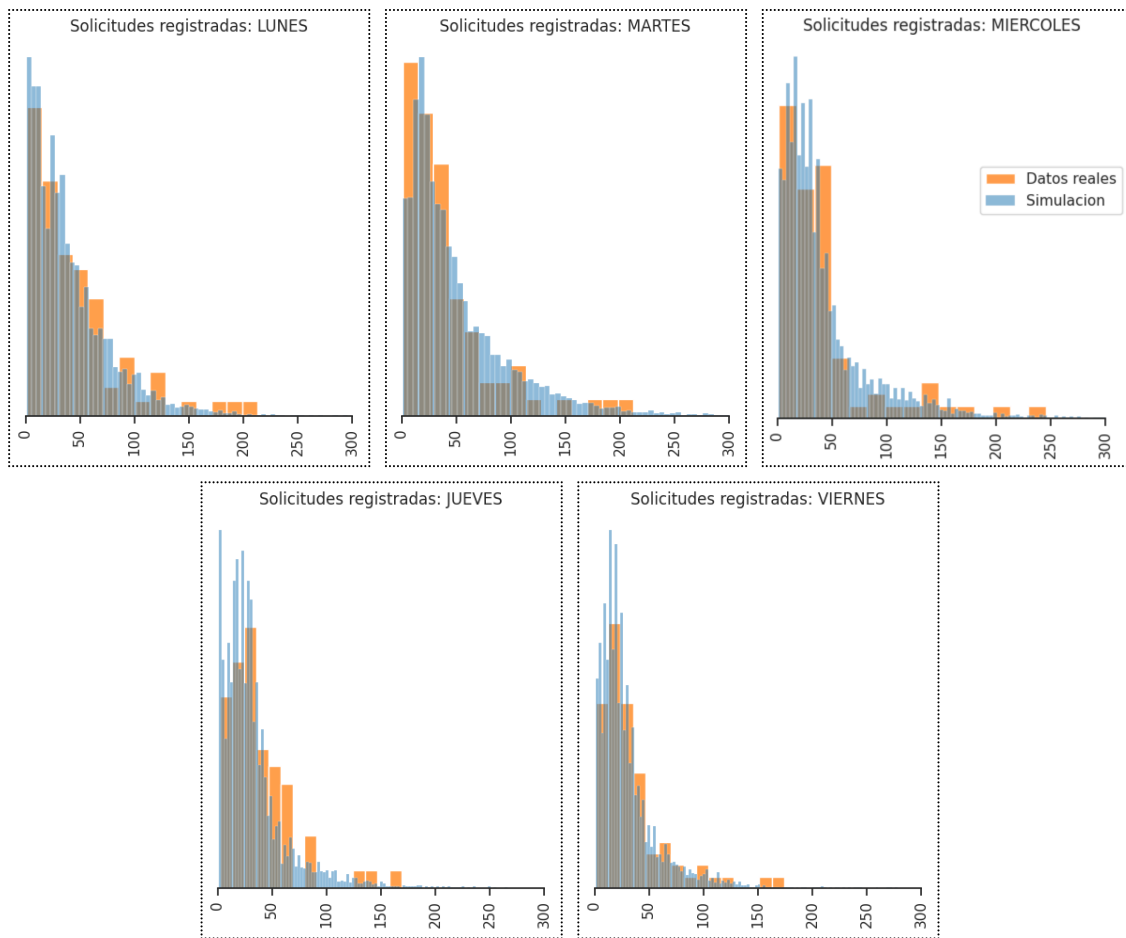 Solicitudes registradas: LUNES
0 50 100 150 200 250 300
Solicitudes registradas: MARTES
0 50 100 150 200 250 300
Solicitudes registradas: MIERCOLES
Datos reales
Simulacion
0 50 100 150 200 250 300
Solicitudes registradas: JUEVES
0 50 100 150 200 250 300
Solicitudes registradas: VIERNES
0 50 100 150 200 250 300